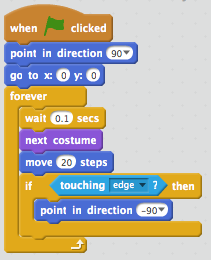 when clicked
point in direction 90
go to x: 0 y: 0
forever
wait 0.1 secs
next costume
move 20 steps
if touching edge ? then
point in direction -90